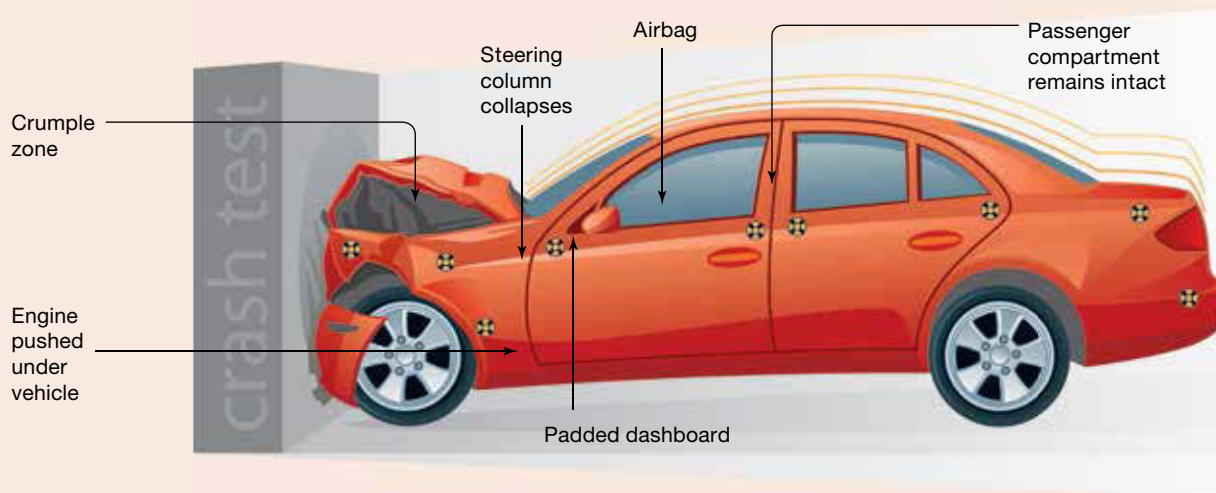 Crumple
zone
Steering
column
collapses
Airbag
Passenger
compartment
remains intact
crash test
Engine
pushed
under
vehicle
Padded dashboard